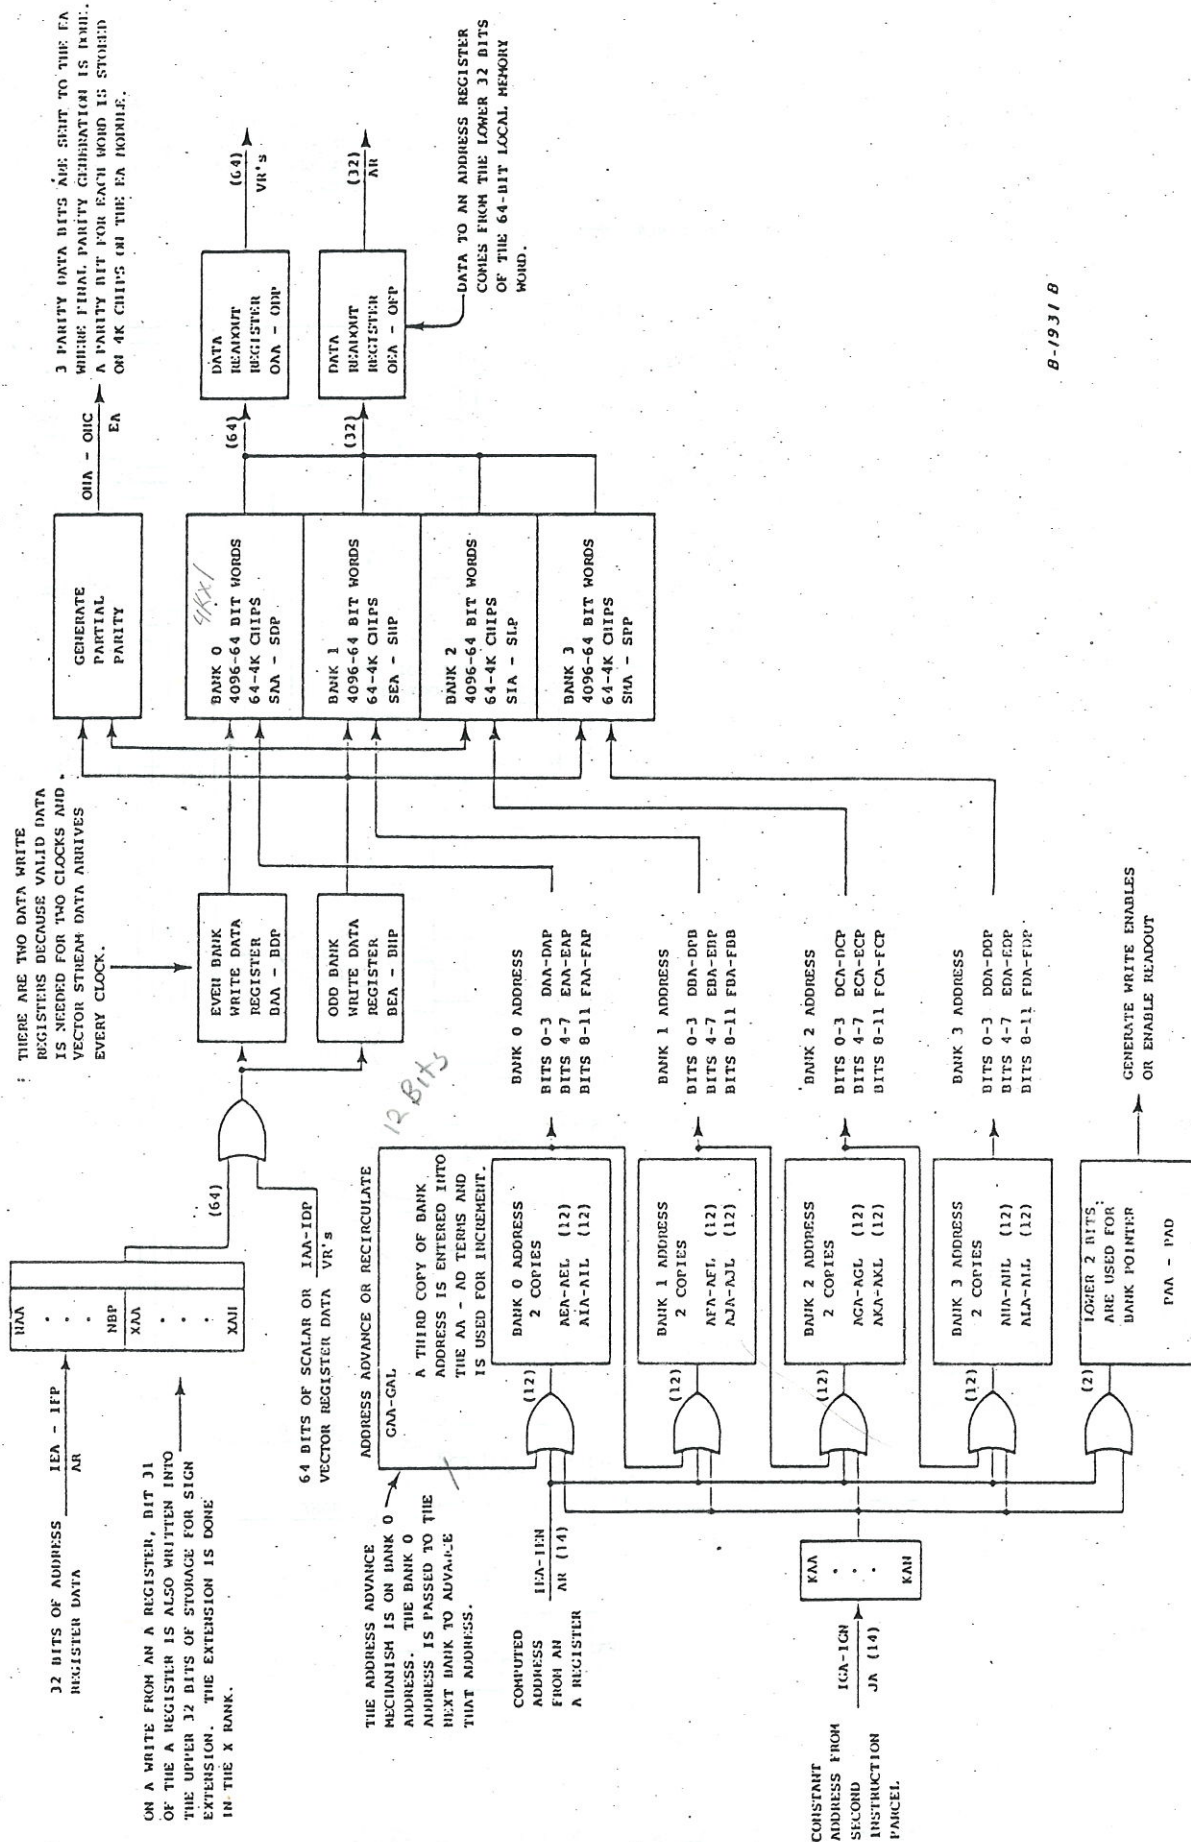 32 BITS OF ADDRESS
REGISTER DATA
IEA - IFP
AR
HAA
HBP
XAA
XAH
ON A WRITE FROM AN A REGISTER, BIT 31
OF THE A REGISTER IS ALSO WRITTEN INTO
THE UPPER 32 BITS OF STORAGE FOR SIGN
EXTENSION. THE EXTENSION IS DONE
IN THE X RANK.
(64)
64 BITS OF SCALAR OR
VECTOR REGISTER DATA
IAA-IDP
VR's
THERE ARE TWO DATA WRITE
REGISTERS BECAUSE VALID DATA
IS NEEDED FOR TWO CLOCKS AND
VECTOR STREAM DATA ARRIVES
EVERY CLOCK.
EVEN BANK
WRITE DATA
REGISTER
BAA - BDP
ODD BANK
WRITE DATA
REGISTER
BEA - BHP
GENERATE
PARTIAL
PARITY
OHA - OHC
EA
3 PARITY DATA BITS ARE SENT TO THE EA
WHERE FINAL PARITY GENERATION IS DONE.
A PARITY BIT FOR EACH WORD IS STORED
ON 4K CHIPS ON THE EA MODULE.
BANK 0
4Kx1
4096-64 BIT WORDS
64-4K CHIPS
SAA - SDP
BANK 1
4096-64 BIT WORDS
64-4K CHIPS
SEA - SHP
BANK 2
4096-64 BIT WORDS
64-4K CHIPS
SIA - SLP
BANK 3
4096-64 BIT WORDS
64-4K CHIPS
SMA - SPP
(64)
DATA
READOUT
REGISTER
OAA - ODP
(64)
VR's
(32)
DATA
READOUT
REGISTER
OEA - OFP
(32)
AR
DATA TO AN ADDRESS REGISTER
COMES FROM THE LOWER 32 BITS
OF THE 64-BIT LOCAL MEMORY
WORD.
THE ADDRESS ADVANCE
MECHANISM IS ON BANK 0
ADDRESS. THE BANK 0
ADDRESS IS PASSED TO THE
NEXT BANK TO ADVANCE
THAT ADDRESS.
ADDRESS ADVANCE OR RECIRCULATE
GAA-GAL
12 Bits
A THIRD COPY OF BANK
ADDRESS IS ENTERED INTO
THE AA - AD TERMS AND
IS USED FOR INCREMENT.
(12)
BANK 0 ADDRESS
2 COPIES
AEA-AEL (12)
AIA-AIL (12)
BANK 0 ADDRESS
BITS 0-3 DAA-DAP
BITS 4-7 EAA-EAP
BITS 8-11 FAA-FAP
(12)
BANK 1 ADDRESS
2 COPIES
AFA-AFL (12)
AJA-AJL (12)
BANK 1 ADDRESS
BITS 0-3 DBA-DPB
BITS 4-7 EBA-EBP
BITS 8-11 FBA-FBB
(12)
BANK 2 ADDRESS
2 COPIES
AGA-AGL (12)
AKA-AKL (12)
BANK 2 ADDRESS
BITS 0-3 DCA-DCP
BITS 4-7 ECA-ECP
BITS 8-11 FCA-FCP
(12)
BANK 3 ADDRESS
2 COPIES
AHA-AHL (12)
ALA-A1L (12)
BANK 3 ADDRESS
BITS 0-3 DDA-DDP
BITS 4-7 EDA-EDP
BITS 8-11 FDA-FDP
(2)
LOWER 2 BITS
ARE USED FOR
BANK POINTER
PAA - PAD
GENERATE WRITE ENABLES
OR ENABLE READOUT
COMPUTED
ADDRESS
FROM AN
A REGISTER
IHA-IHN
AR (14)
CONSTANT
ADDRESS FROM
SECOND
INSTRUCTION
PARCEL
IGA-IGN
JA (14)
KAA
KAN
B-1931 B